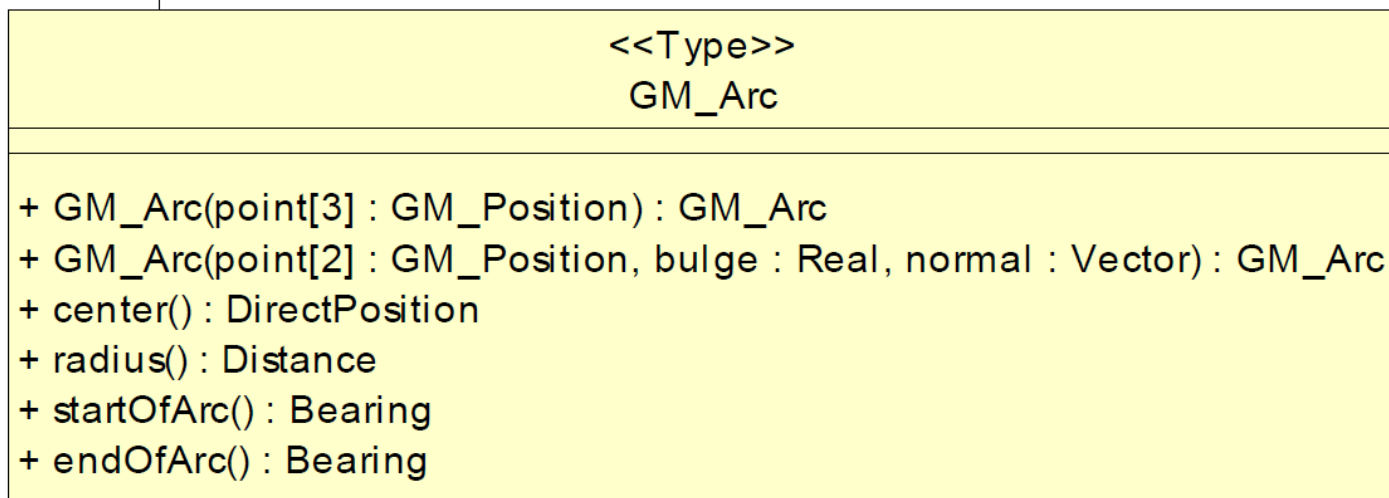 <<Type>>
GM_Arc
+ GM_Arc(point[3] : GM_Position) : GM_Arc
+ GM_Arc(point[2] : GM_Position, bulge : Real, normal : Vector) : GM_Arc
+ center() : DirectPosition
+ radius() : Distance
+ startOfArc() : Bearing
+ endOfArc() : Bearing